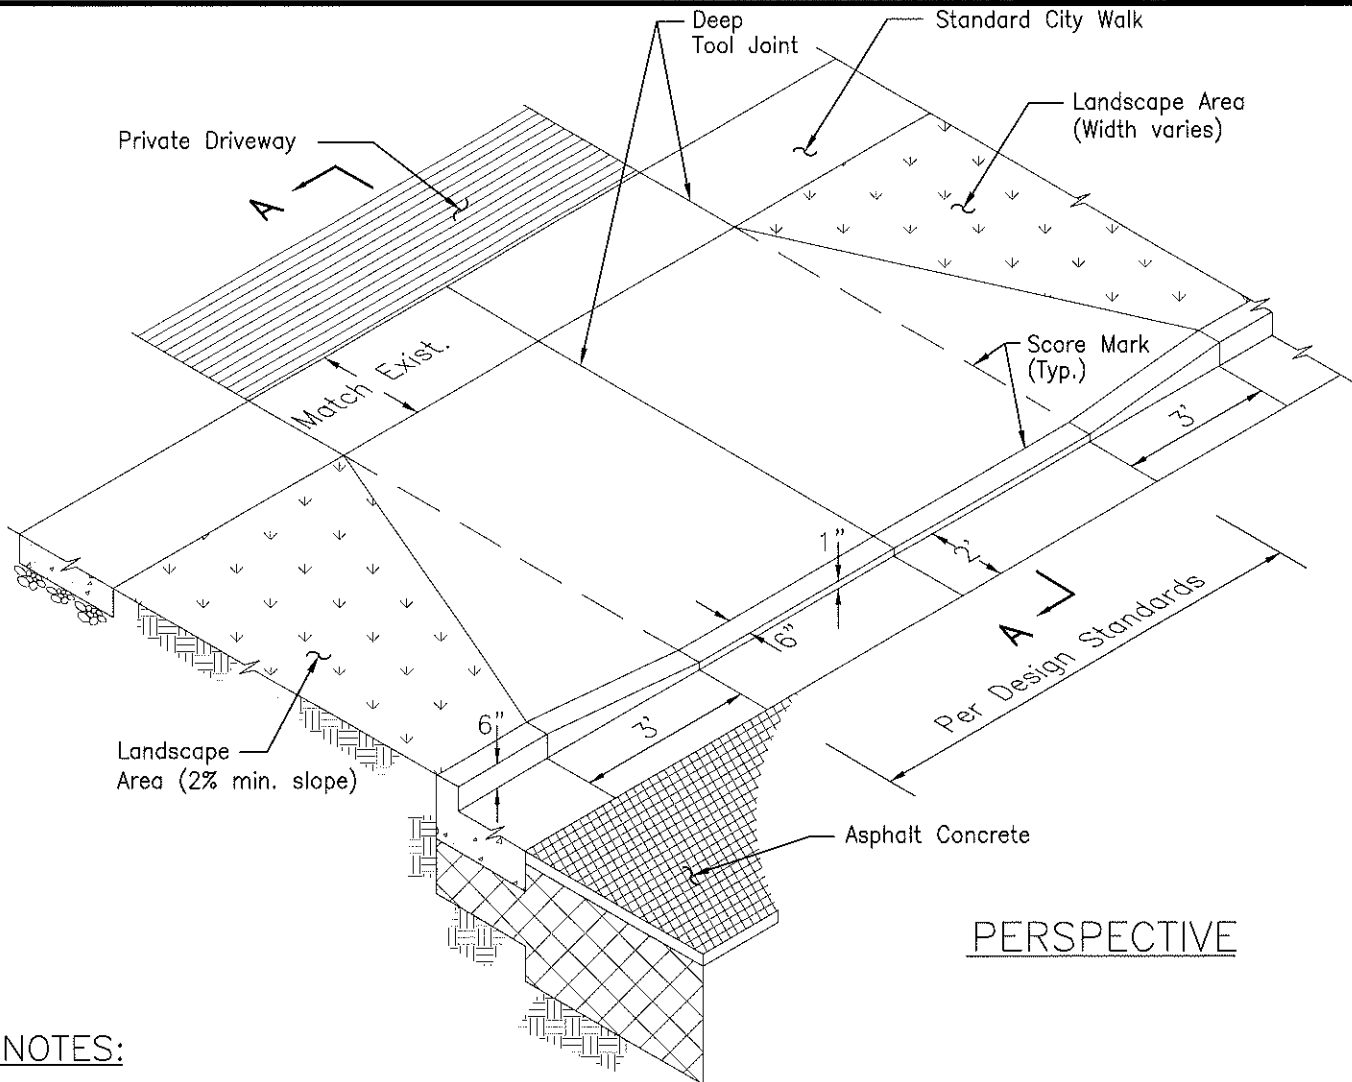 Deep
Tool Joint
Standard City Walk
Landscape Area
(Width varies)
Private Driveway
A
Match Exist.
Score Mark
(Typ.)
3'
1"
2'
6"
A
Per Design Standards
6"
3'
Landscape
Area (2% min. slope)
Asphalt Concrete
PERSPECTIVE
NOTES: